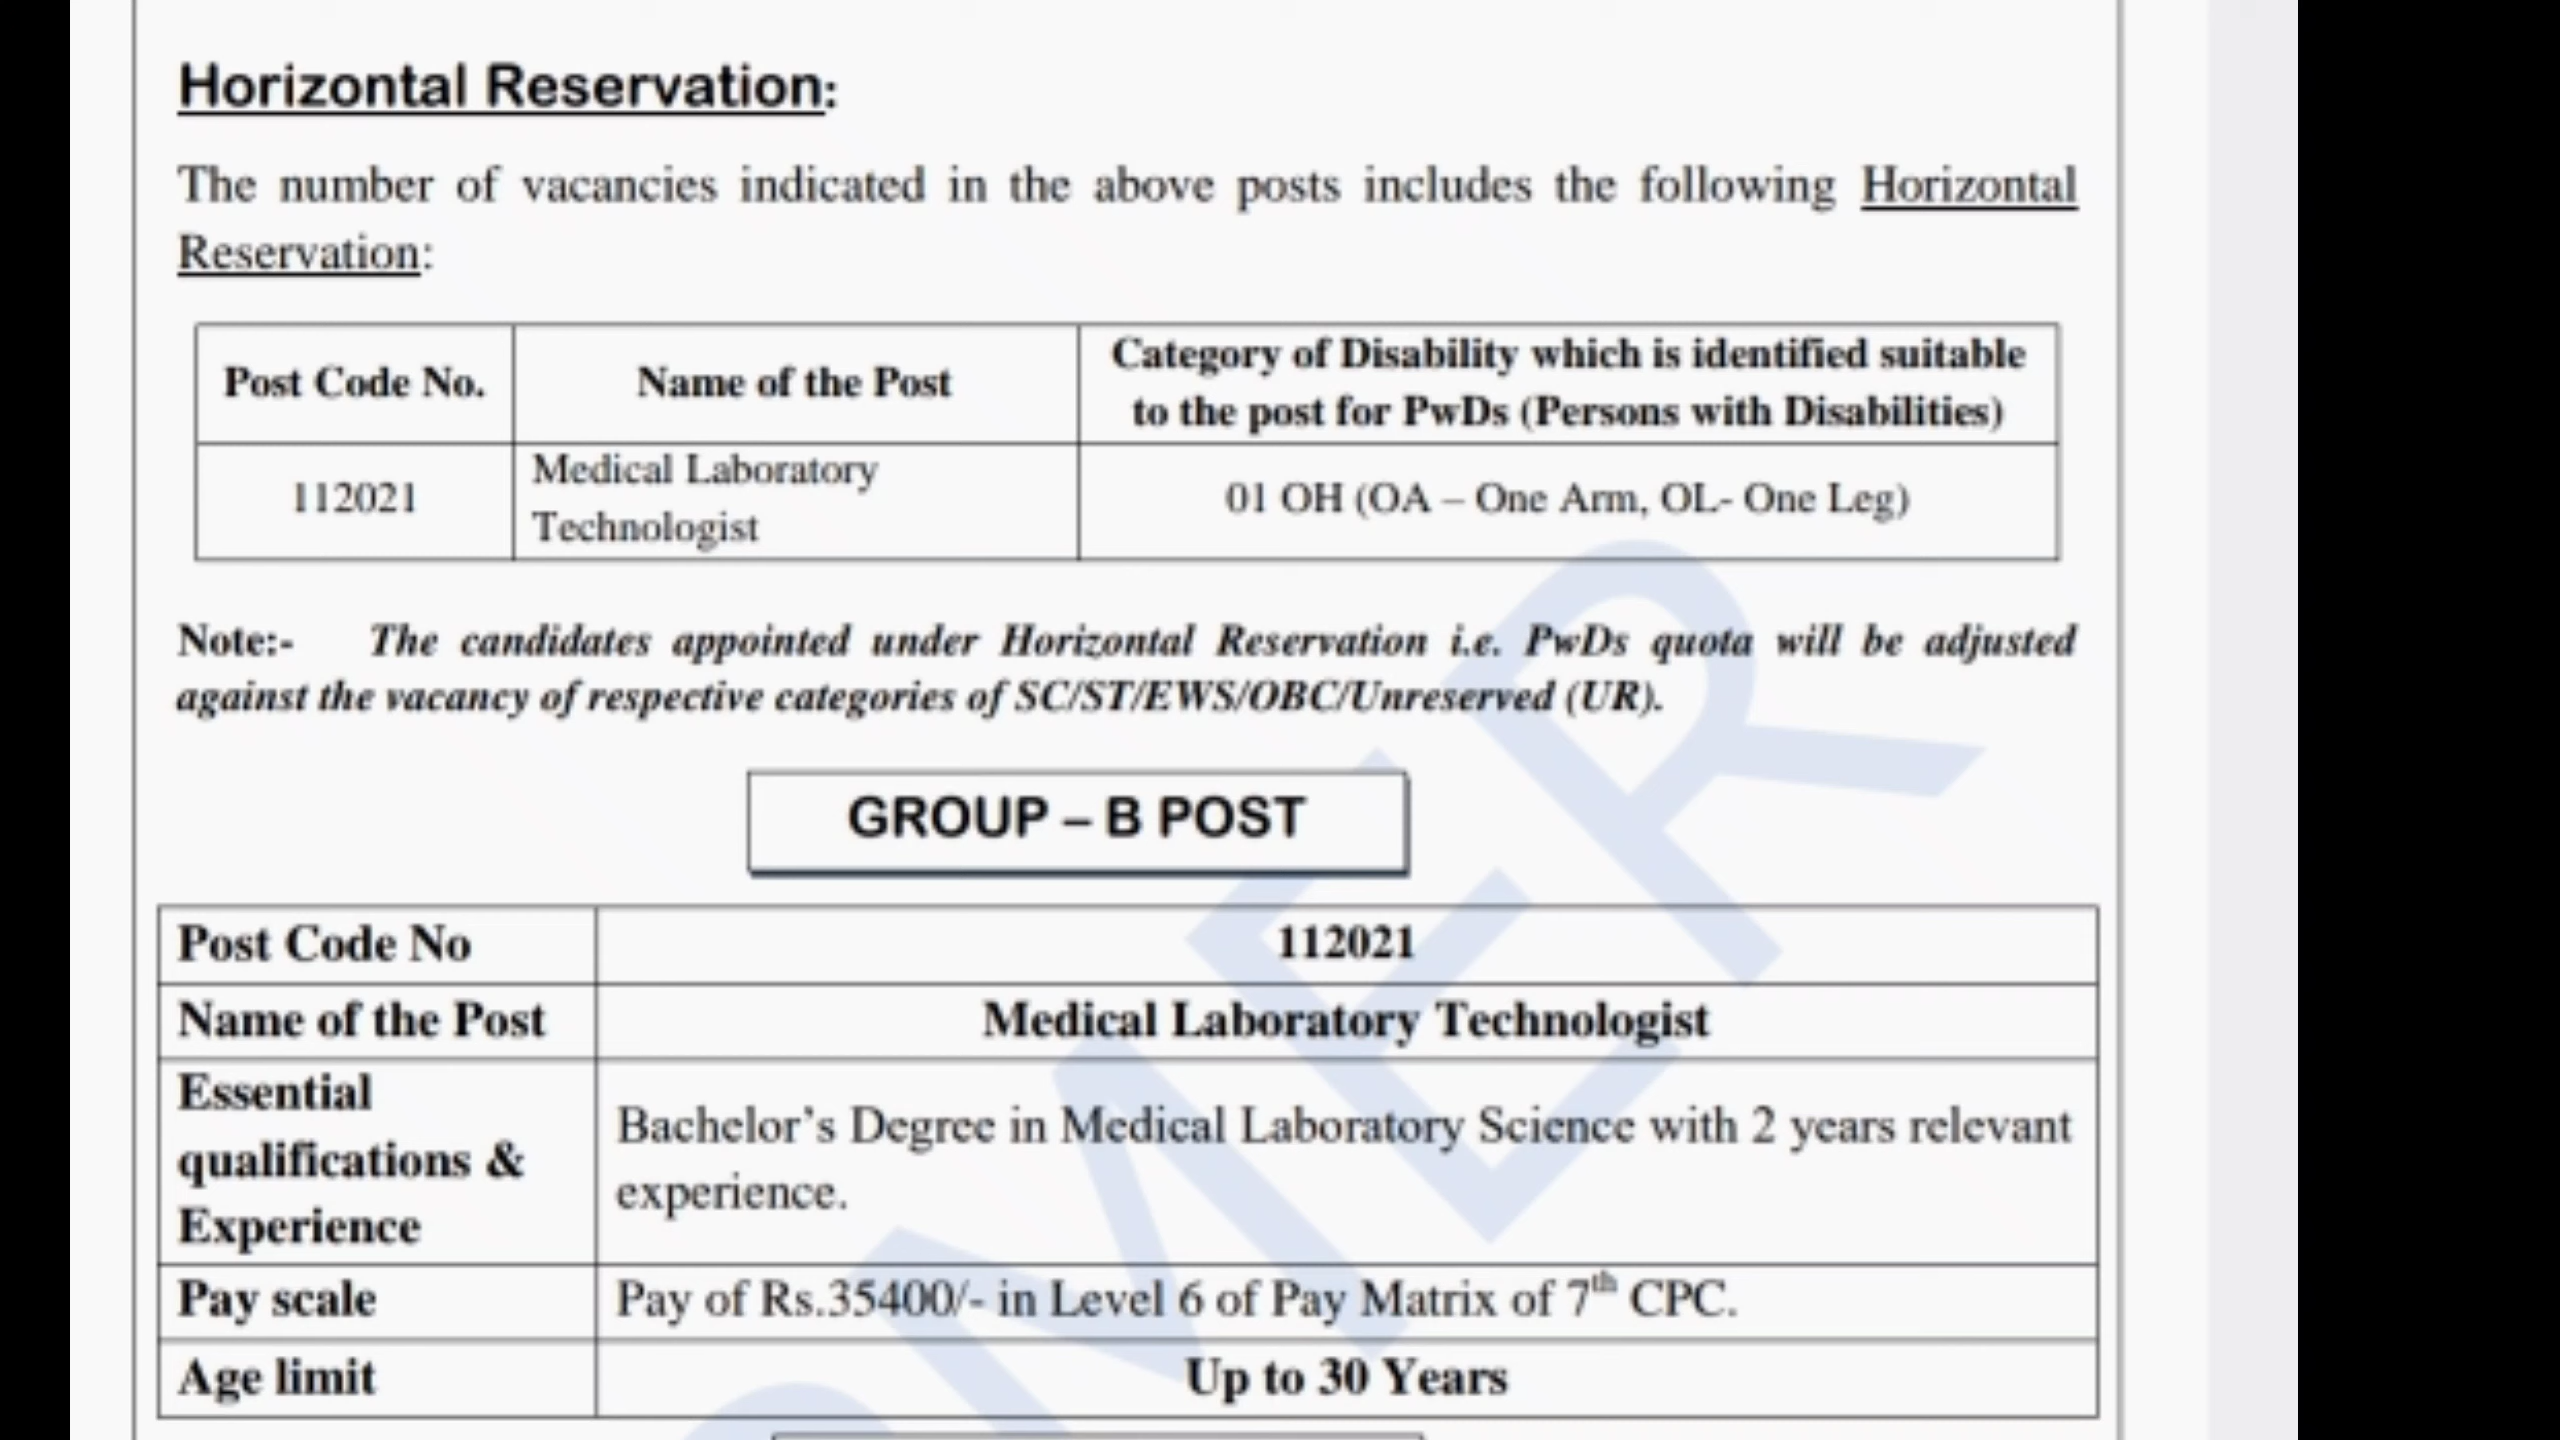 Horizontal Reservation:
The number of vacancies indicated in the above posts includes the following Horizontal
Reservation:
Post Code No.
Name of the Post
Category of Disability which is identified suitable
to the post for PwDs (Persons with Disabilities)
112021
Medical Laboratory
Technologist
01 OH (OA – One Arm, OL- One Leg)
Note:- The candidates appointed under Horizontal Reservation i.e. PwDs quota will be adjusted
against the vacancy of respective categories of SC/ST/EWS/OBC/Unreserved (UR).
GROUP – B POST
Post Code No
112021
Name of the Post
Medical Laboratory Technologist
Essential
qualifications &
Experience
Bachelor's Degree in Medical Laboratory Science with 2 years relevant
experience.
Pay scale
Pay of Rs.35400/- in Level 6 of Pay Matrix of 7th CPC.
Age limit
Up to 30 Years